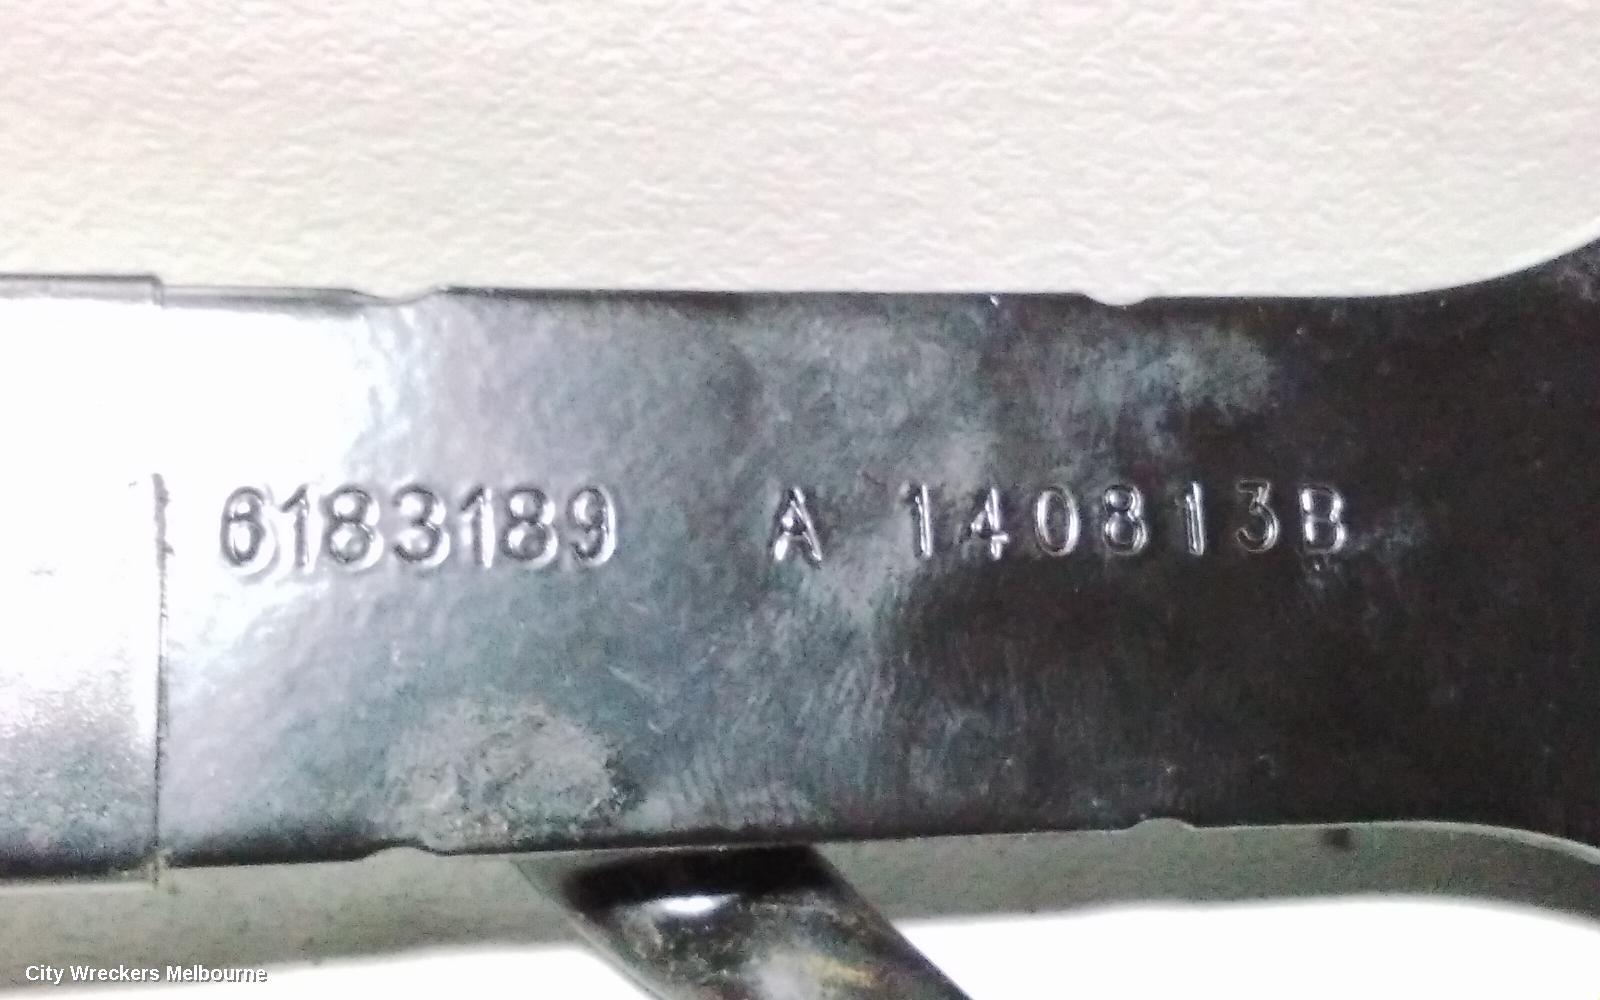 6183189 A 140813B
City Wreckers Melbourne